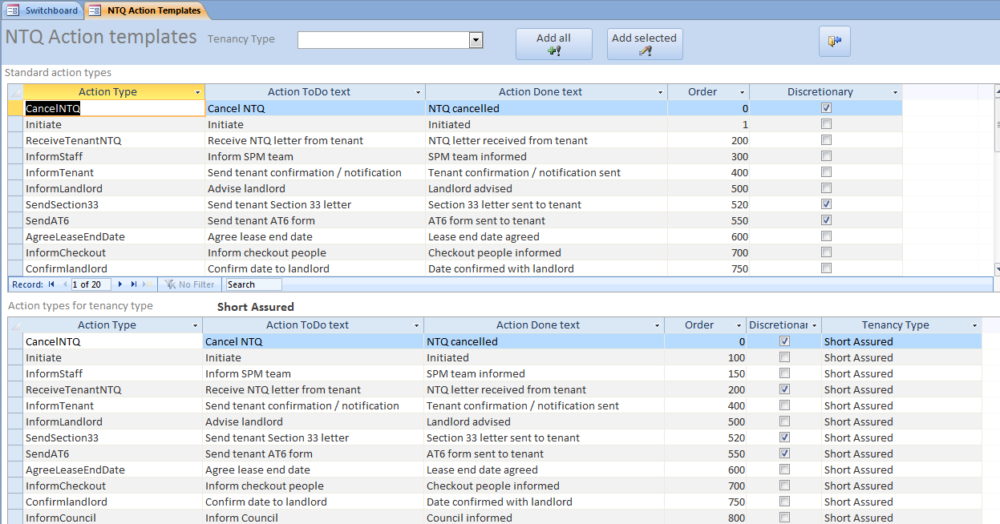 Switchboard NTQ Action Templates
NTQ Action templates Tenancy Type Add all Add selected
Standard action types
Action Type Action ToDo text Action Done text Order Discretionary
CancelNTQ Cancel NTQ NTQ cancelled 0
Initiate Initiate Initiated 1
ReceiveTenantNTQ Receive NTQ letter from tenant NTQ letter received from tenant 200
InformStaff Inform SPM team SPM team informed 300
InformTenant Send tenant confirmation / notification Tenant confirmation / notification sent 400
InformLandlord Advise landlord Landlord advised 500
SendSection33 Send tenant Section 33 letter Section 33 letter sent to tenant 520
SendAT6 Send tenant AT6 form AT6 form sent to tenant 550
AgreeLeaseEndDate Agree lease end date Lease end date agreed 600
InformCheckout Inform checkout people Checkout people informed 700
Confirmlandlord Confirm date to landlord Date confirmed with landlord 750
Record: 1 of 20 No Filter Search
Action types for tenancy type Short Assured
Action Type Action ToDo text Action Done text Order Discretionar Tenancy Type
CancelNTQ Cancel NTQ NTQ cancelled 0 Short Assured
Initiate Initiate Initiated 100 Short Assured
InformStaff Inform SPM team SPM team informed 150 Short Assured
ReceiveTenantNTQ Receive NTQ letter from tenant NTQ letter received from tenant 200 Short Assured
InformTenant Send tenant confirmation / notification Tenant confirmation / notification sent 400 Short Assured
InformLandlord Advise landlord Landlord advised 500 Short Assured
SendSection33 Send tenant Section 33 letter Section 33 letter sent to tenant 520 Short Assured
SendAT6 Send tenant AT6 form AT6 form sent to tenant 550 Short Assured
AgreeLeaseEndDate Agree lease end date Lease end date agreed 600 Short Assured
InformCheckout Inform checkout people Checkout people informed 700 Short Assured
Confirmlandlord Confirm date to landlord Date confirmed with landlord 750 Short Assured
InformCouncil Inform Council Council informed 800 Short Assured